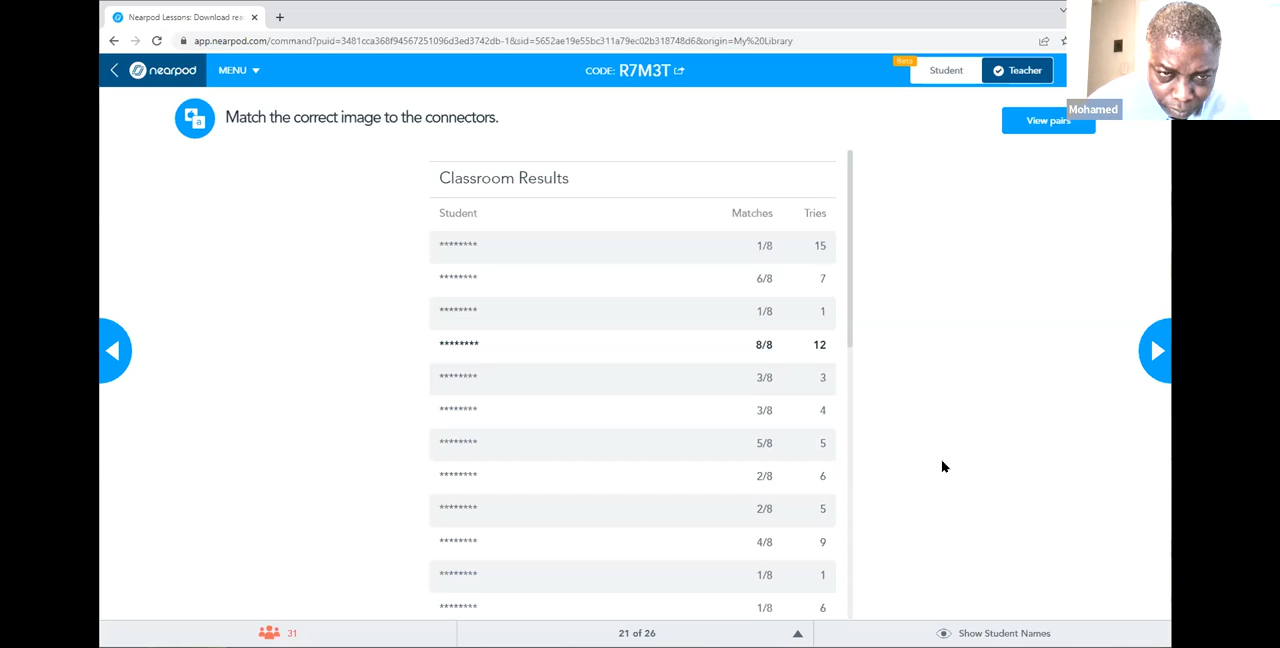 Nearpod Lessons: Download rea
app.nearpod.com/command?puid=3481cca368f94567251096d3ed3742db-1&sid=5652ae19e55bc311a79ec02b318748d6&origin=My%20Library
nearpod MENU CODE: R7M3T Beta Student Teacher
Mohamed
Match the correct image to the connectors. View pairs
Classroom Results
Student Matches Tries
******** 1/8 15
******** 6/8 7
******** 1/8 1
******** 8/8 12
******** 3/8 3
******** 3/8 4
******** 5/8 5
******** 2/8 6
******** 2/8 5
******** 4/8 9
******** 1/8 1
******** 1/8 6
31 21 of 26 Show Student Names